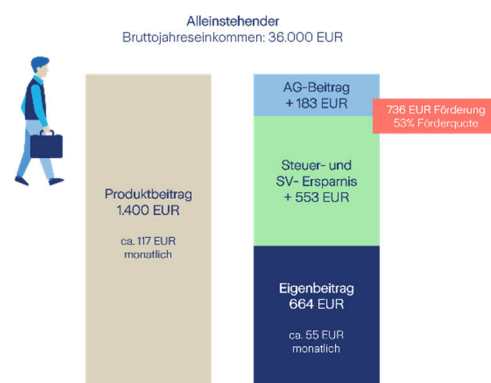 Alleinstehender
Bruttojahreseinkommen: 36.000 EUR
Produktbeitrag
1.400 EUR
ca. 117 EUR
monatlich
AG-Beitrag
+ 183 EUR
736 EUR Förderung
53% Förderquote
Steuer- und
SV- Ersparnis
+ 553 EUR
Eigenbeitrag
664 EUR
ca. 55 EUR
monatlich